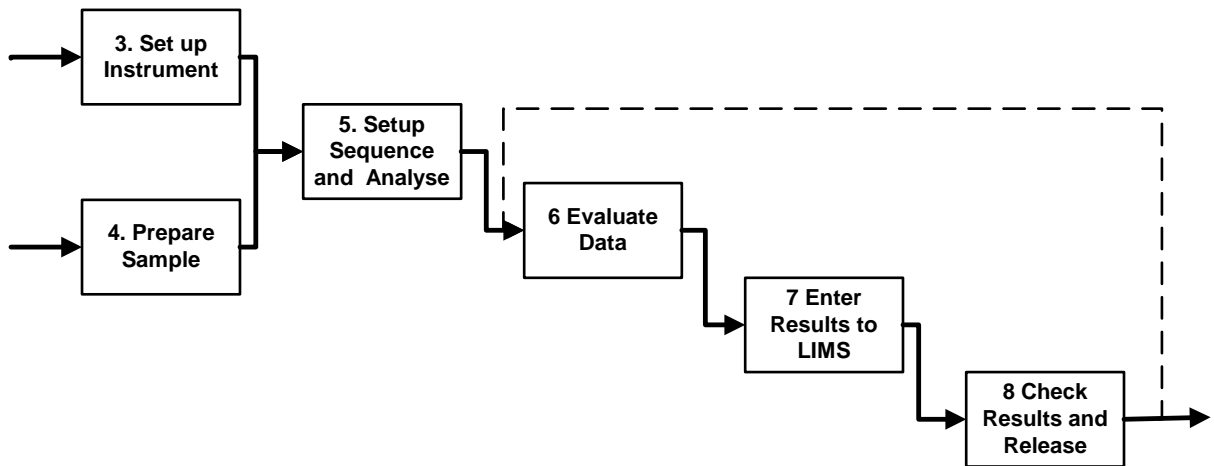 3. Set up
Instrument
4. Prepare
Sample
5. Setup
Sequence
and Analyse
6 Evaluate
Data
7 Enter
Results to
LIMS
8 Check
Results and
Release